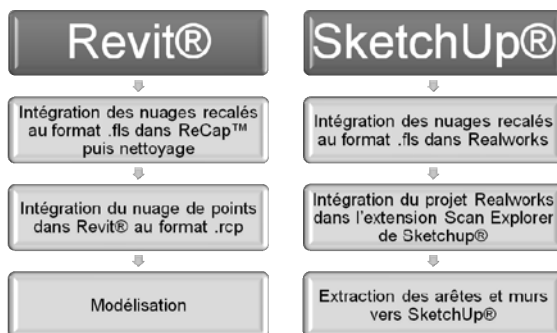 Revit®
Intégration des nuages recalés
au format .fls dans ReCap™
puis nettoyage
Intégration du nuage de points
dans Revit® au format .rcp
Modélisation
SketchUp®
Intégration des nuages recalés
au format .fls dans Realworks
Intégration du projet Realworks
dans l'extension Scan Explorer
de Sketchup®
Extraction des arêtes et murs
vers SketchUp®